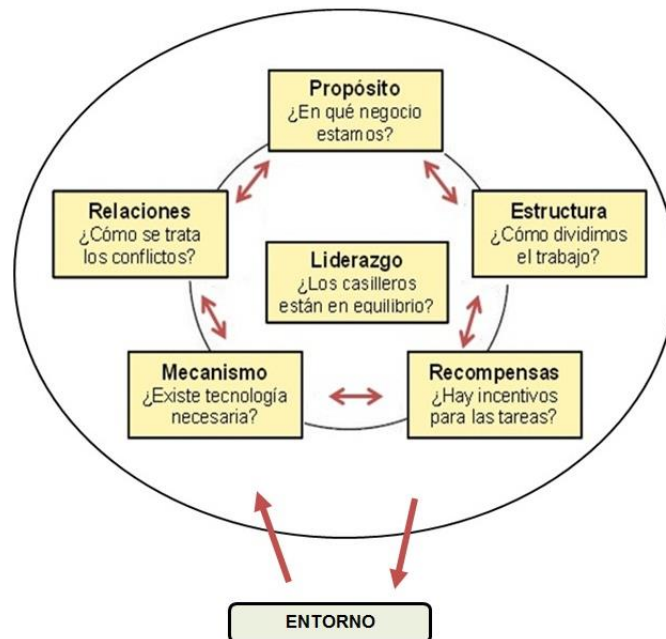 Propósito
¿En qué negocio
estamos?
Relaciones
¿Cómo se trata
los conflictos?
Estructura
¿Cómo dividimos
el trabajo?
Liderazgo
¿Los casilleros
están en equilibrio?
Mecanismo
¿Existe tecnología
necesaria?
Recompensas
¿Hay incentivos
para las tareas?
ENTORNO